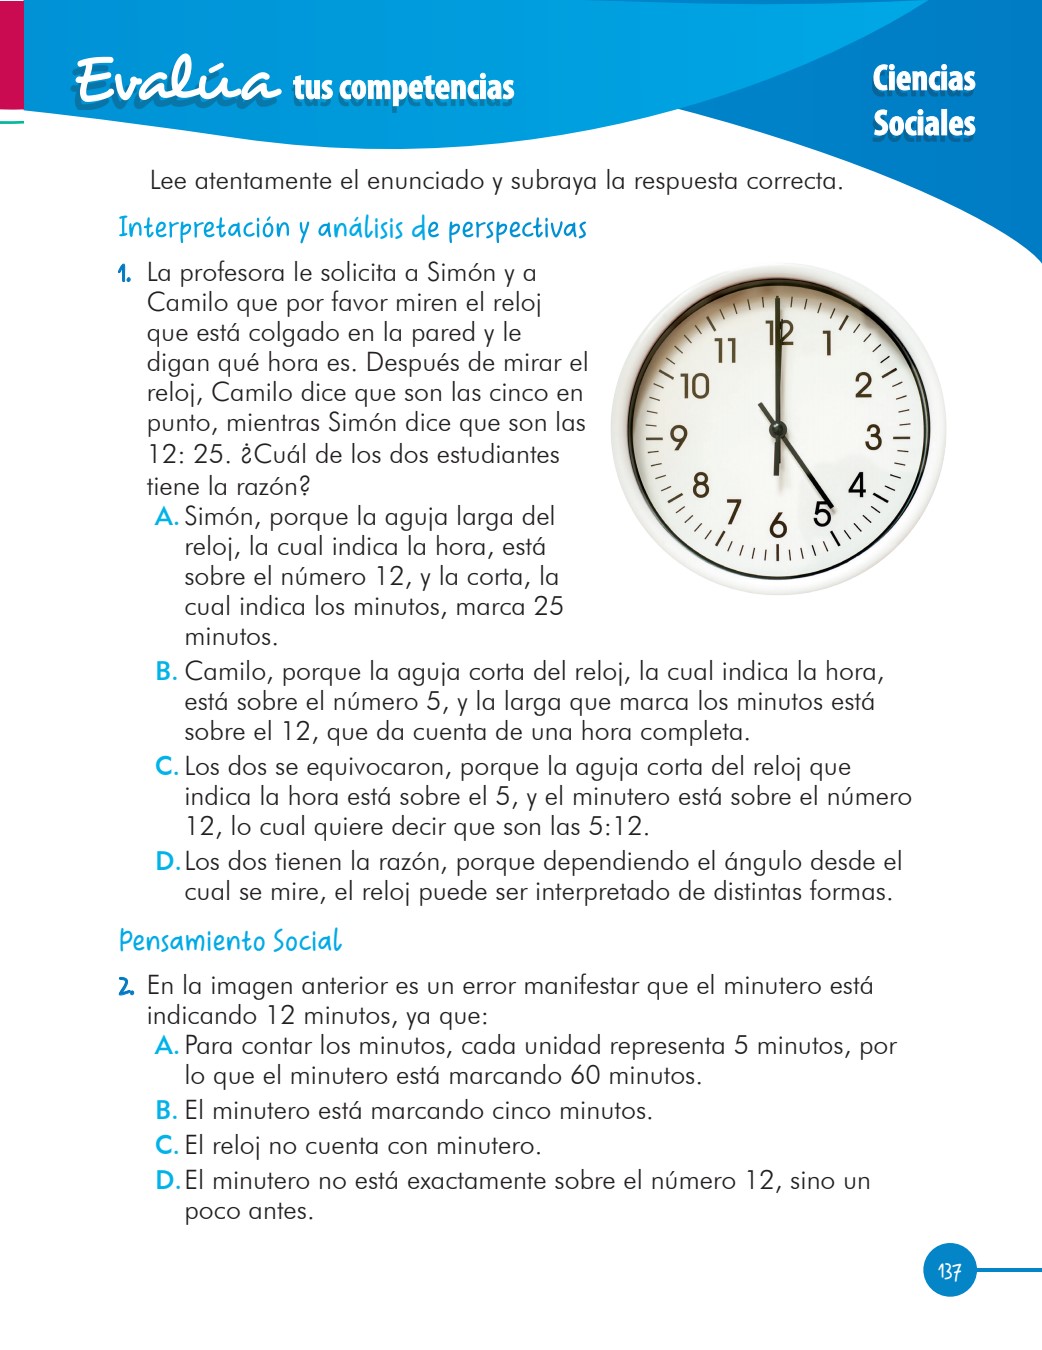 Evalúa tus competencias
Ciencias
Sociales
Lee atentamente el enunciado y subraya la respuesta correcta.
Interpretación y análisis de perspectivas
1. La profesora le solicita a Simón y a
Camilo que por favor miren el reloj
que está colgado en la pared y le
digan qué hora es. Después de mirar el
reloj, Camilo dice que son las cinco en
punto, mientras Simón dice que son las
12: 25. ¿Cuál de los dos estudiantes
tiene la razón?
A. Simón, porque la aguja larga del
reloj, la cual indica la hora, está
sobre el número 12, y la corta, la
cual indica los minutos, marca 25
minutos.
B. Camilo, porque la aguja corta del reloj, la cual indica la hora,
está sobre el número 5, y la larga que marca los minutos está
sobre el 12, que da cuenta de una hora completa.
C. Los dos se equivocaron, porque la aguja corta del reloj que
indica la hora está sobre el 5, y el minutero está sobre el número
12, lo cual quiere decir que son las 5:12.
D. Los dos tienen la razón, porque dependiendo el ángulo desde el
cual se mire, el reloj puede ser interpretado de distintas formas.
12
1
2
3
4
5
6
7
8
9
10
11
Pensamiento Social
2. En la imagen anterior es un error manifestar que el minutero está
indicando 12 minutos, ya que:
A. Para contar los minutos, cada unidad representa 5 minutos, por
lo que el minutero está marcando 60 minutos.
B. El minutero está marcando cinco minutos.
C. El reloj no cuenta con minutero.
D. El minutero no está exactamente sobre el número 12, sino un
poco antes.
137